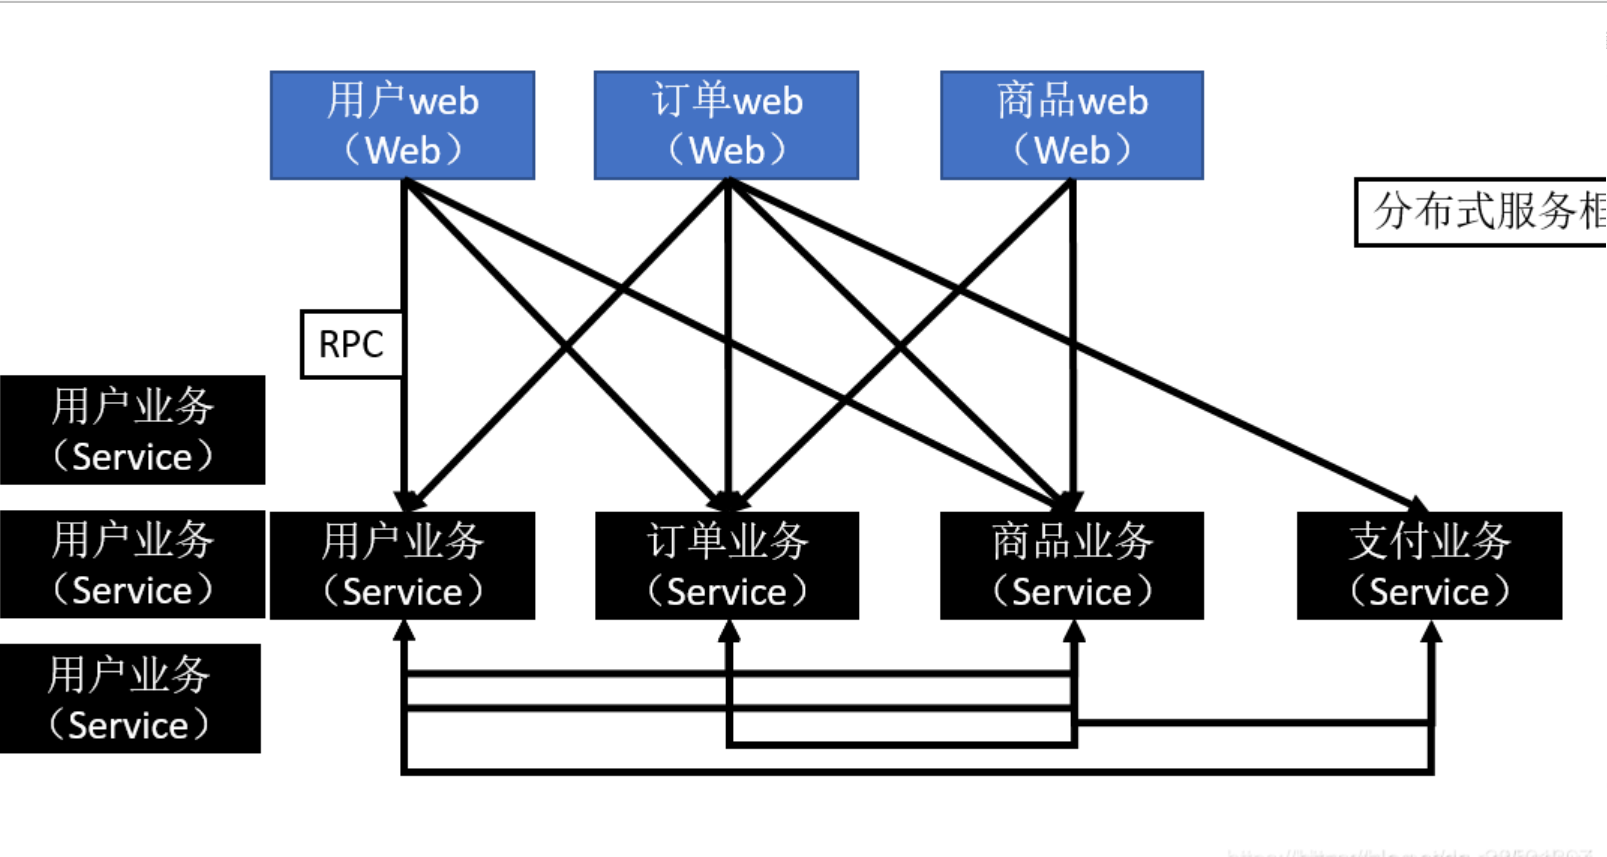 用户web
（Web）
订单web
（Web）
商品web
（Web）
分布式服务框
RPC
用户业务
（Service）
用户业务
（Service）
用户业务
（Service）
订单业务
（Service）
商品业务
（Service）
支付业务
（Service）
用户业务
（Service）